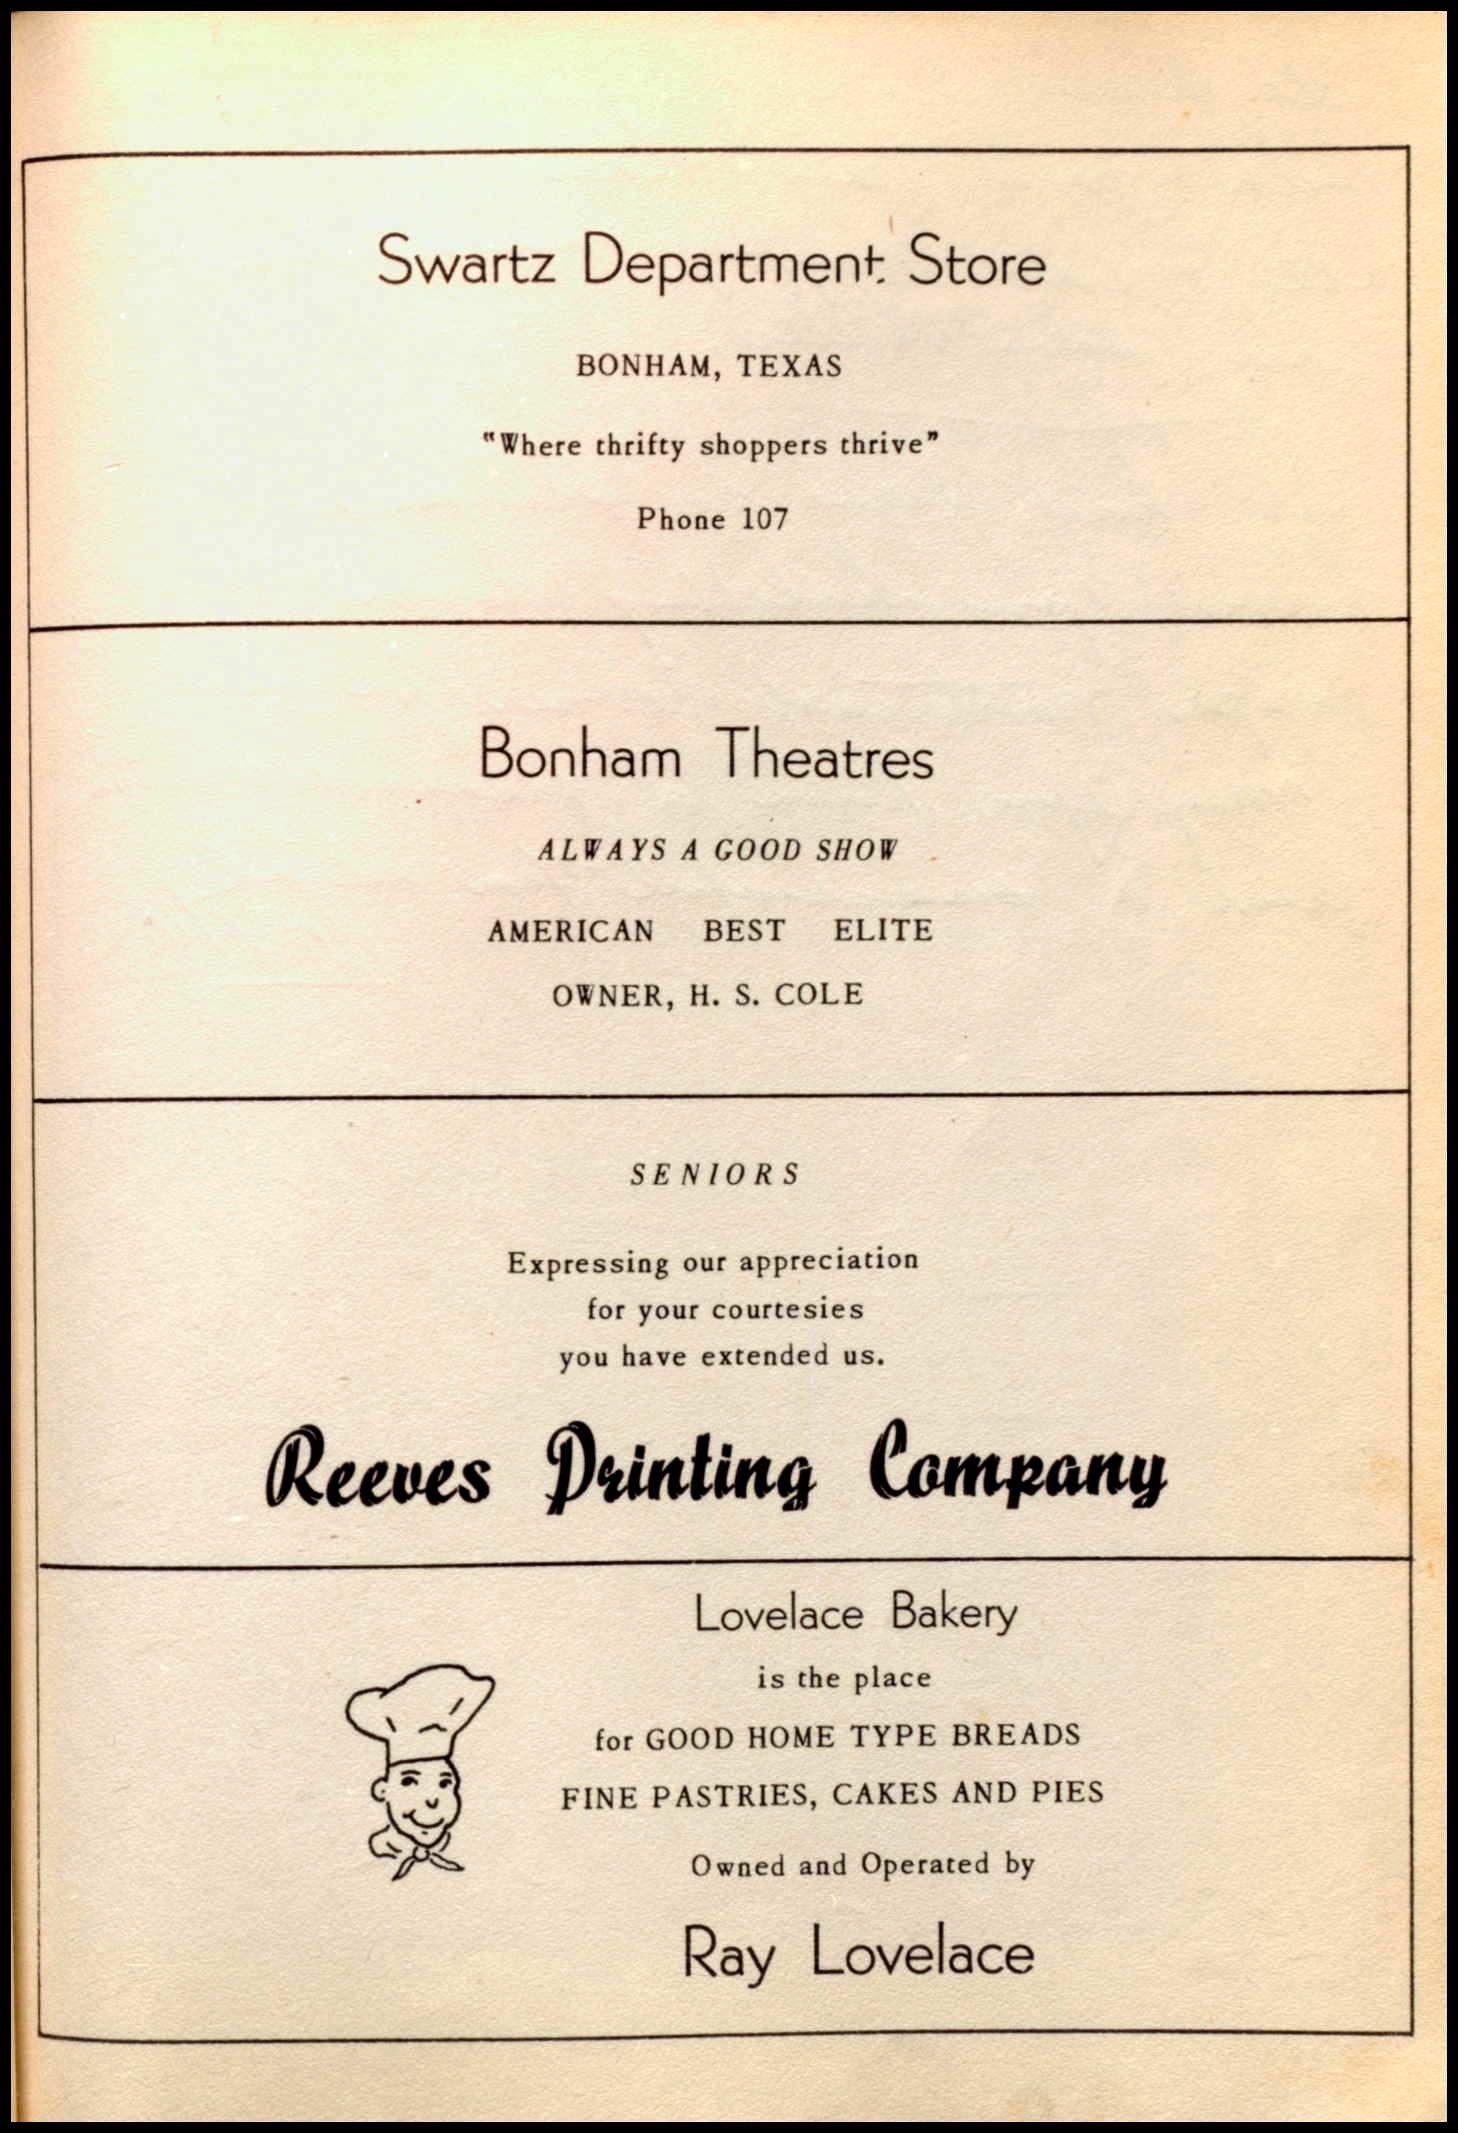 Swartz Department Store
BONHAM, TEXAS
"Where thrifty shoppers thrive"
Phone 107
Bonham Theatres
ALWAYS A GOOD SHOW
AMERICAN BEST ELITE
OWNER, H. S. COLE
SENIORS
Expressing our appreciation
for your courtesies
you have extended us.
Reeves Printing Company
Lovelace Bakery
is the place
for GOOD HOME TYPE BREADS
FINE PASTRIES, CAKES AND PIES
Owned and Operated by
Ray Lovelace